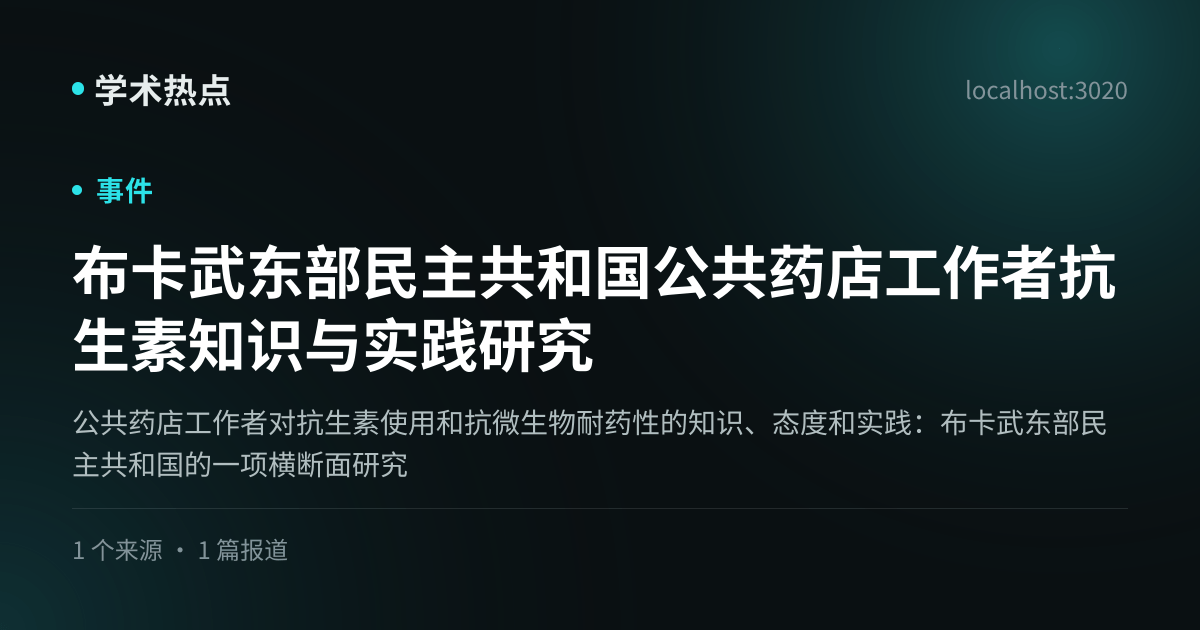 学术热点
localhost:3020
事件
布卡武东部民主共和国公共药店工作者抗
生素知识与实践研究
公共药店工作者对抗生素使用和抗微生物耐药性的知识、态度和实践：布卡武东部民
主共和国的一项横断面研究
1 个来源 • 1 篇报道